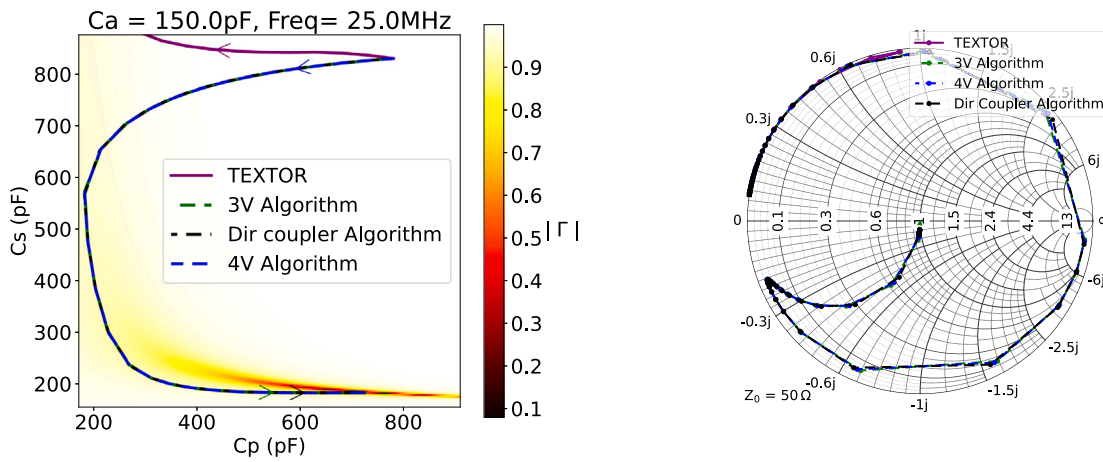 Ca = 150.0pF, Freq= 25.0MHz
800
700
600
500
400
300
200
Cs (pF)
200
400
600
800
Cp (pF)
TEXTOR
3V Algorithm
Dir coupler Algorithm
4V Algorithm
0.9
0.8
0.7
0.6
0.5
0.4
0.3
0.2
0.1
| Γ |
TEXTOR
3V Algorithm
4V Algorithm
Dir Coupler Algorithm
0.3j
0.6j
1j
1.5j
2.5j
6j
0
0.1
0.3
0.6
1
1.5
2.4
4.4
13
-6j
-2.5j
-1.5j
-1j
-0.6j
-0.3j
Z0 = 50 Ω